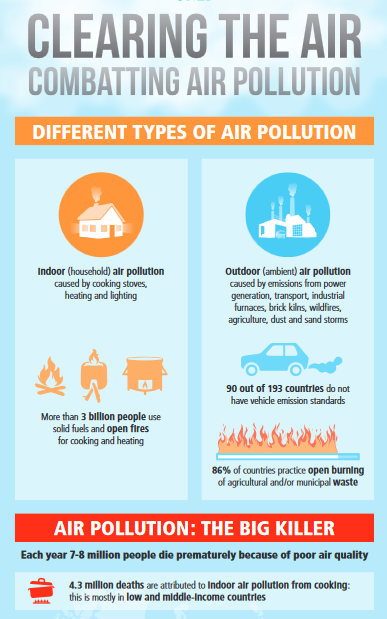 CLEARING THE AIR
COMBATTING AIR POLLUTION
DIFFERENT TYPES OF AIR POLLUTION
Indoor (household) air pollution
caused by cooking stoves,
heating and lighting
Outdoor (ambient) air pollution
caused by emissions from power
generation, transport, industrial
furnaces, brick kilns, wildfires,
agriculture, dust and sand storms
More than 3 billion people use
solid fuels and open fires
for cooking and heating
90 out of 193 countries do not
have vehicle emission standards
86% of countries practice open burning
of agricultural and/or municipal waste
AIR POLLUTION: THE BIG KILLER
Each year 7-8 million people die prematurely because of poor air quality
4.3 million deaths are attributed to indoor air pollution from cooking:
this is mostly in low and middle-income countries